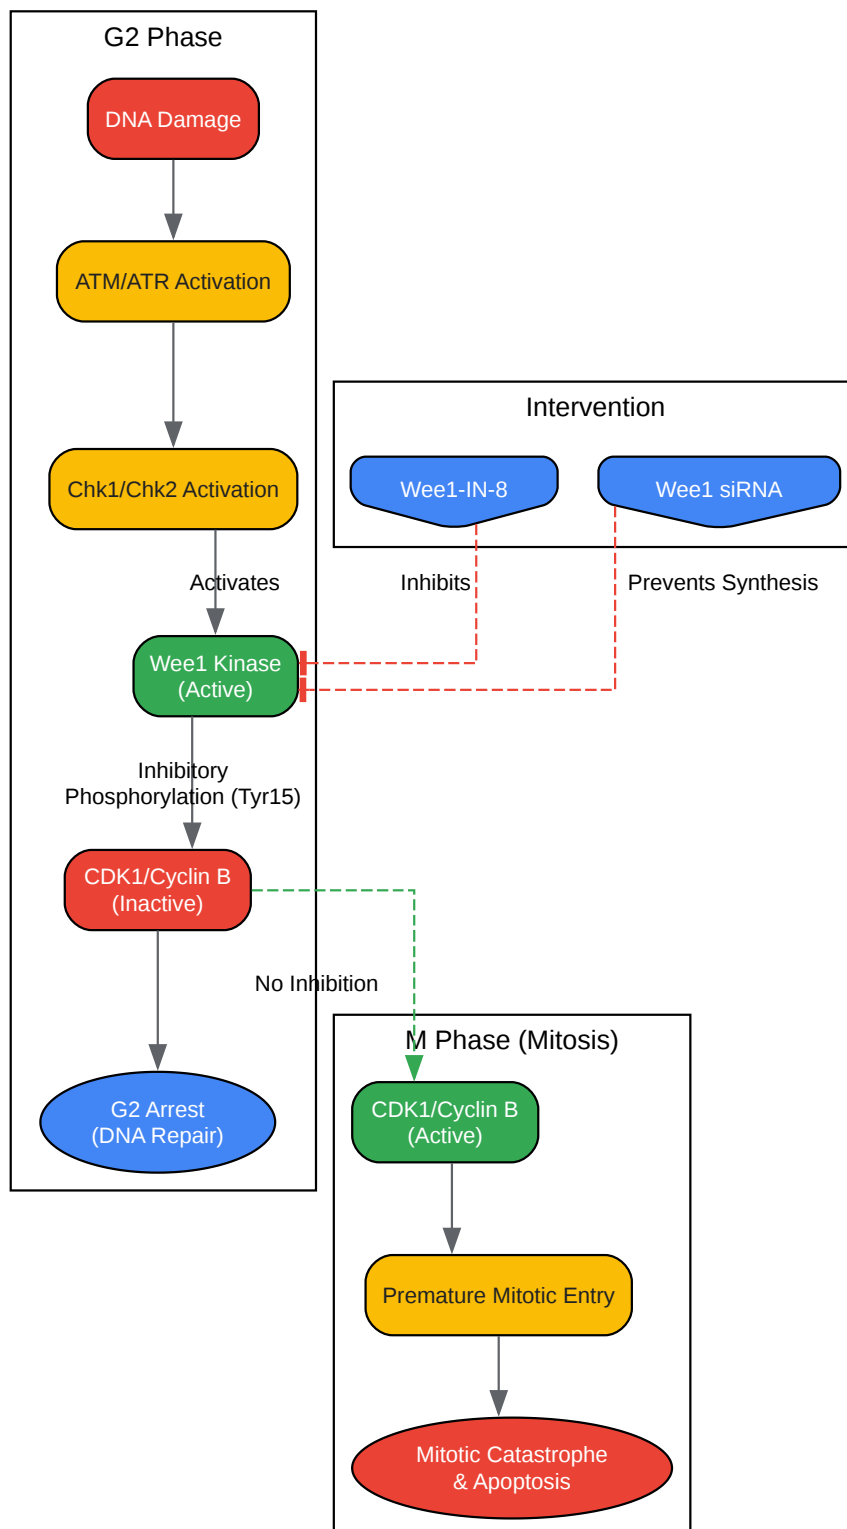 G2 Phase
DNA Damage
ATM/ATR Activation
Chk1/Chk2 Activation
Activates
Wee1 Kinase
(Active)
Inhibitory
Phosphorylation (Tyr15)
CDK1/Cyclin B
(Inactive)
G2 Arrest
(DNA Repair)
Intervention
Wee1-IN-8
Wee1 siRNA
Inhibits
Prevents Synthesis
No Inhibition
M Phase (Mitosis)
CDK1/Cyclin B
(Active)
Premature Mitotic Entry
Mitotic Catastrophe
& Apoptosis